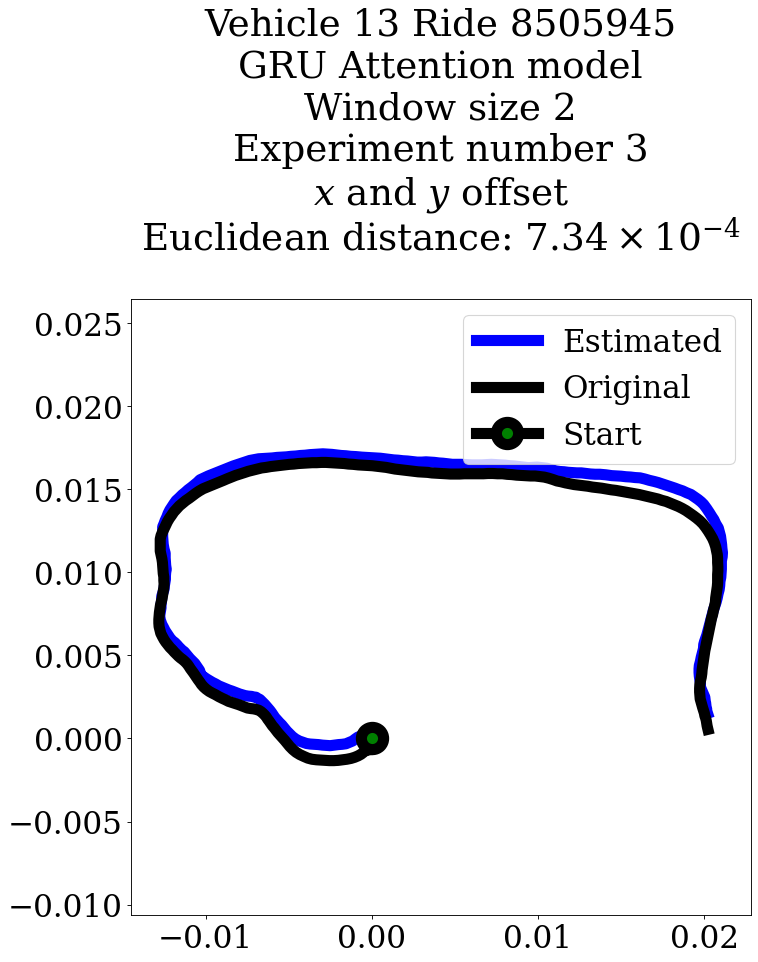 Vehicle 13 Ride 8505945
GRU Attention model
Window size 2
Experiment number 3
x and y offset
Euclidean distance: 7.34 × 10⁻⁴
Estimated
Original
Start
0.025
0.020
0.015
0.010
0.005
0.000
−0.005
−0.010
−0.01 0.00 0.01 0.02